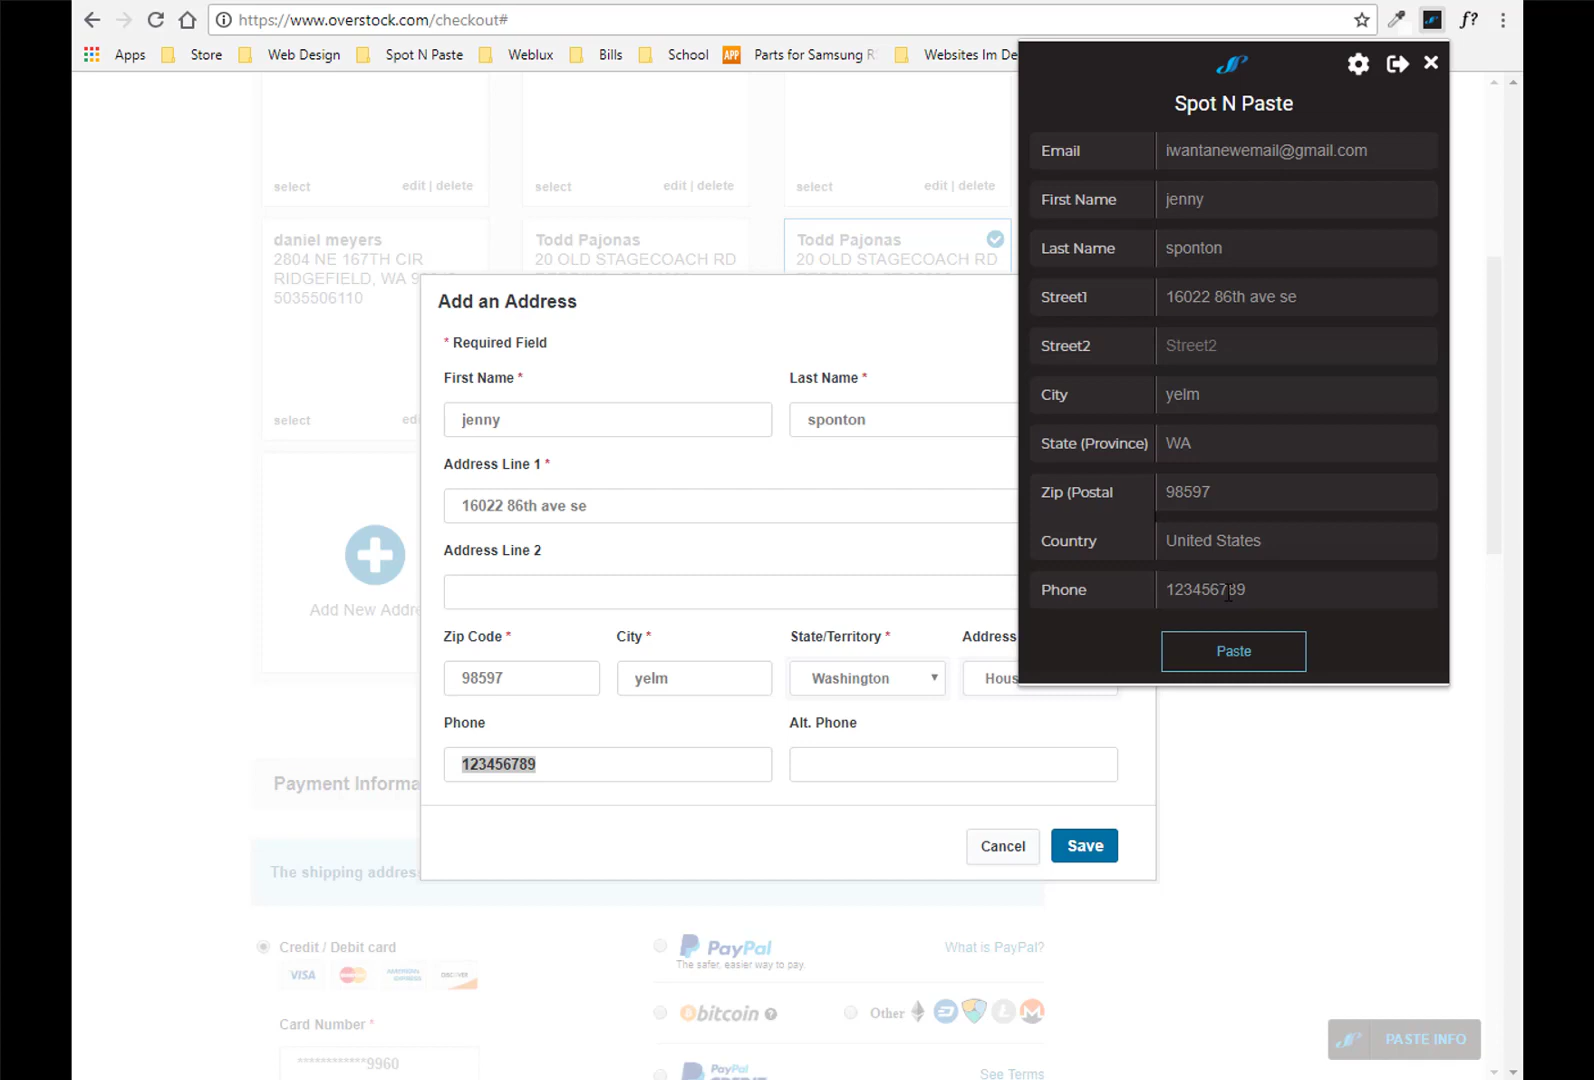 https://www.overstock.com/checkout#
f?
Apps Store Web Design Spot N Paste Weblux Bills School APP Parts for Samsung Websites Im De
select edit | delete select edit | delete select edit | delete
daniel meyers
2804 NE 167TH CIR
RIDGEFIELD, WA 9
5035506110
select
Todd Pajonas
20 OLD STAGECOACH RD
Todd Pajonas
20 OLD STAGECOACH RD
Add New Addre
Add an Address
* Required Field
First Name * Last Name *
jenny sponton
Address Line 1 *
16022 86th ave se
Address Line 2
Zip Code * City * State/Territory * Address
98597 yelm Washington Hous
Phone Alt. Phone
123456789
Cancel Save
Spot N Paste
Email iwantanewemail@gmail.com
First Name jenny
Last Name sponton
Street1 16022 86th ave se
Street2 Street2
City yelm
State (Province) WA
Zip (Postal 98597
Country United States
Phone 123456789
Paste
Payment Informa
The shipping addres
Credit / Debit card
VISA MasterCard AMERICAN EXPRESS DISCOVER
Card Number *
************9960
PayPal What is PayPal?
The safer, easier way to pay.
bitcoin ? Other
PayPal
CREDIT See Terms
PASTE INFO